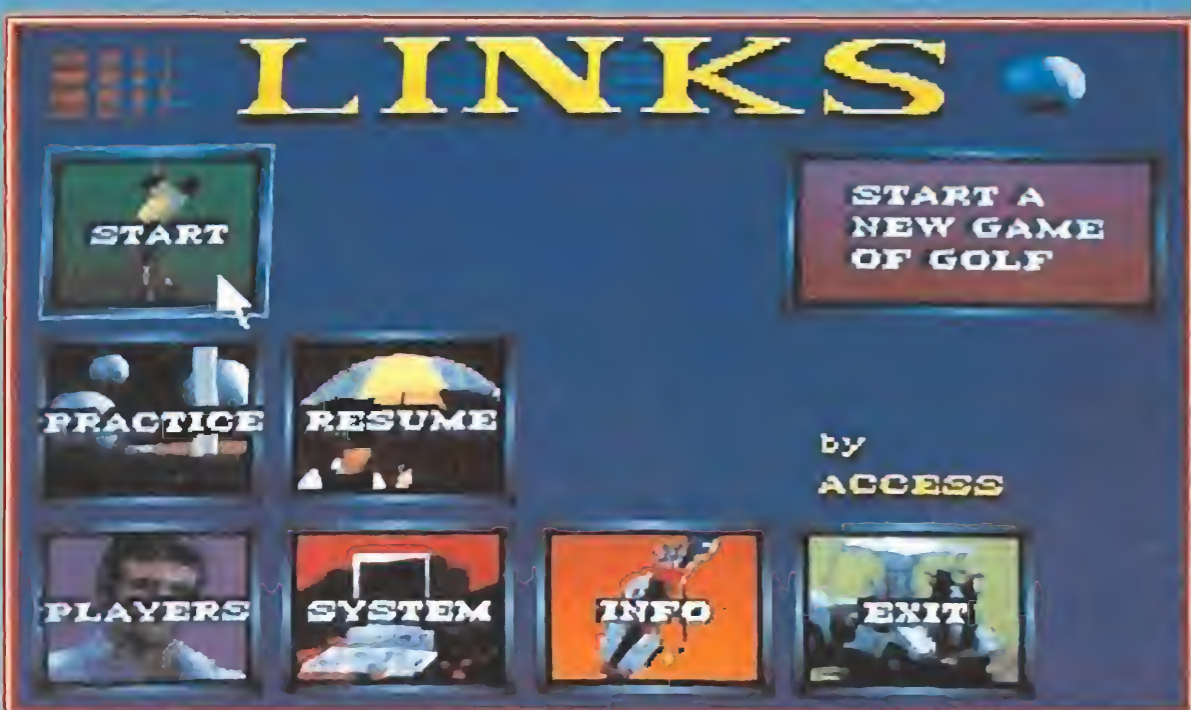 LINKS
START
START A
NEW GAME
OF GOLF
PRACTICE
RESUME
by
ACCESS
PLAYERS
SYSTEM
INFO
EXIT